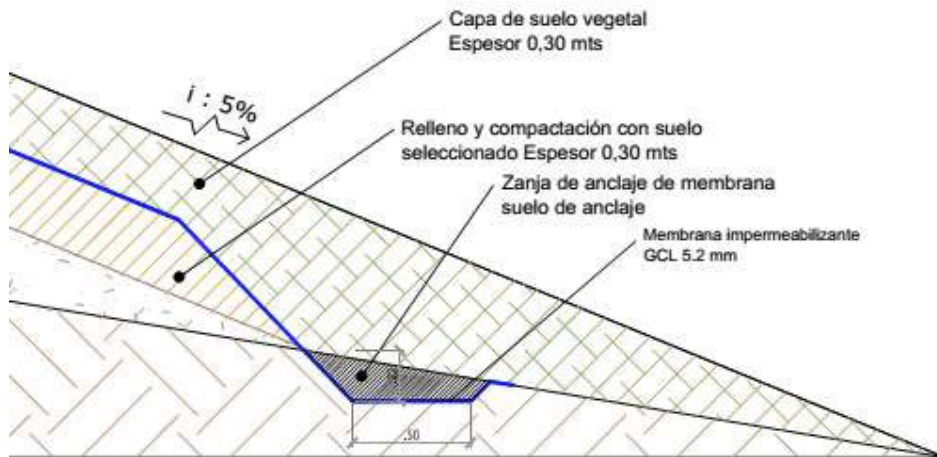 Capa de suelo vegetal
Espesor 0,30 mts
i : 5%
Relleno y compactación con suelo
seleccionado Espesor 0,30 mts
Zanja de anclaje de membrana
suelo de anclaje
Membrana impermeabilizante
GCL 5.2 mm
.50